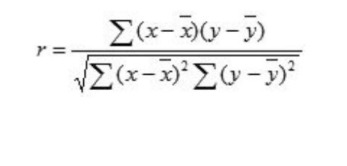 r = ∑(x − x̅)(y − y̅) / √∑(x − x̅)² ∑(y − y̅)²